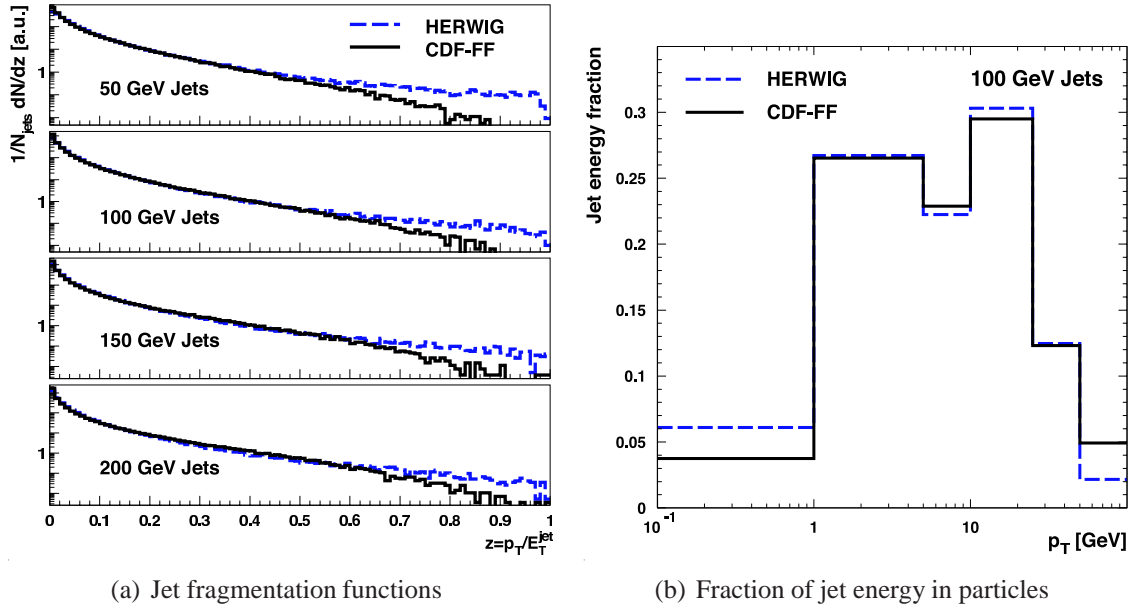 1/N_jets dN/dz [a.u.]
HERWIG
CDF-FF
1
50 GeV Jets
1
100 GeV Jets
1
150 GeV Jets
1
200 GeV Jets
0 0.1 0.2 0.3 0.4 0.5 0.6 0.7 0.8 0.9 1
z=p_T/E_T^jet
(a) Jet fragmentation functions
Jet energy fraction
HERWIG
CDF-FF
100 GeV Jets
0.3
0.25
0.2
0.15
0.1
0.05
0
10^-1 1 10
p_T [GeV]
(b) Fraction of jet energy in particles